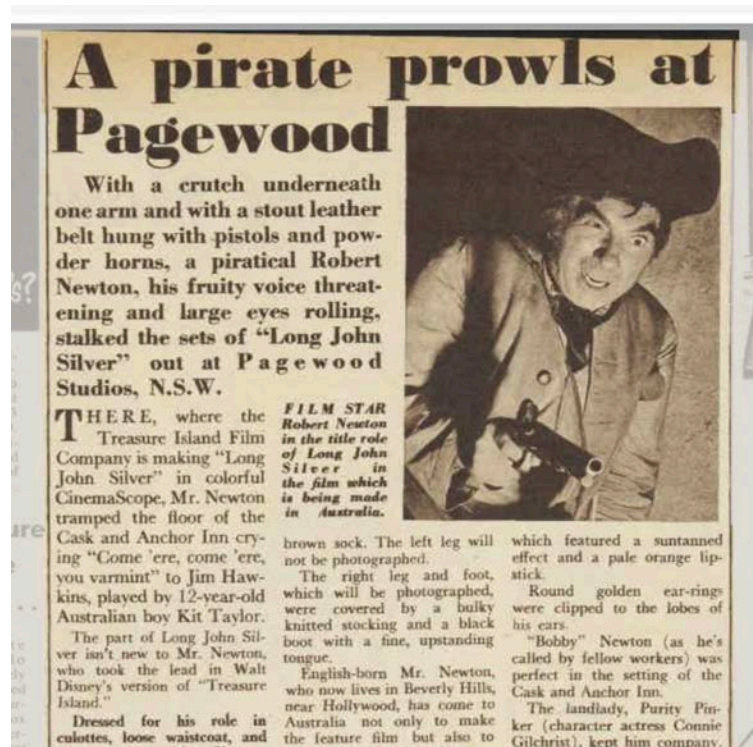 A pirate prowls at
Pagewood
With a crutch underneath
one arm and with a stout leather
belt hung with pistols and pow-
der horns, a piratical Robert
Newton, his fruity voice threat-
ening and large eyes rolling,
stalked the sets of “Long John
Silver” out at Pagewood
Studios, N.S.W.
THERE, where the
Treasure Island Film
Company is making “Long
John Silver” in colorful
CinemaScope, Mr. Newton
tramped the floor of the
Cask and Anchor Inn cry-
ing “Come 'ere, come 'ere,
you varmint” to Jim Haw-
kins, played by 12-year-old
Australian boy Kit Taylor.
The part of Long John Sil-
ver isn't new to Mr. Newton,
who took the lead in Walt
Disney's version of “Treasure
Island.”
Dressed for his role in
culottes, loose waistcoat, and
FILM STAR
Robert Newton
in the title role
of Long John
Silver in
the film which
is being made
in Australia.
brown sock. The left leg will
not be photographed.
The right leg and foot,
which will be photographed,
were covered by a bulky
knitted stocking and a black
boot with a fine, upstanding
tongue.
English-born Mr. Newton,
who now lives in Beverly Hills,
near Hollywood, has come to
Australia not only to make
the feature film but also to
which featured a suntanned
effect and a pale orange lip-
stick.
Round golden ear-rings
were clipped to the lobes of
his ears.
“Bobby” Newton (as he's
called by fellow workers) was
perfect in the setting of the
Cask and Anchor Inn.
The landlady, Purity Pin-
ker (character actress Connie
Gilchrist), kept him company.